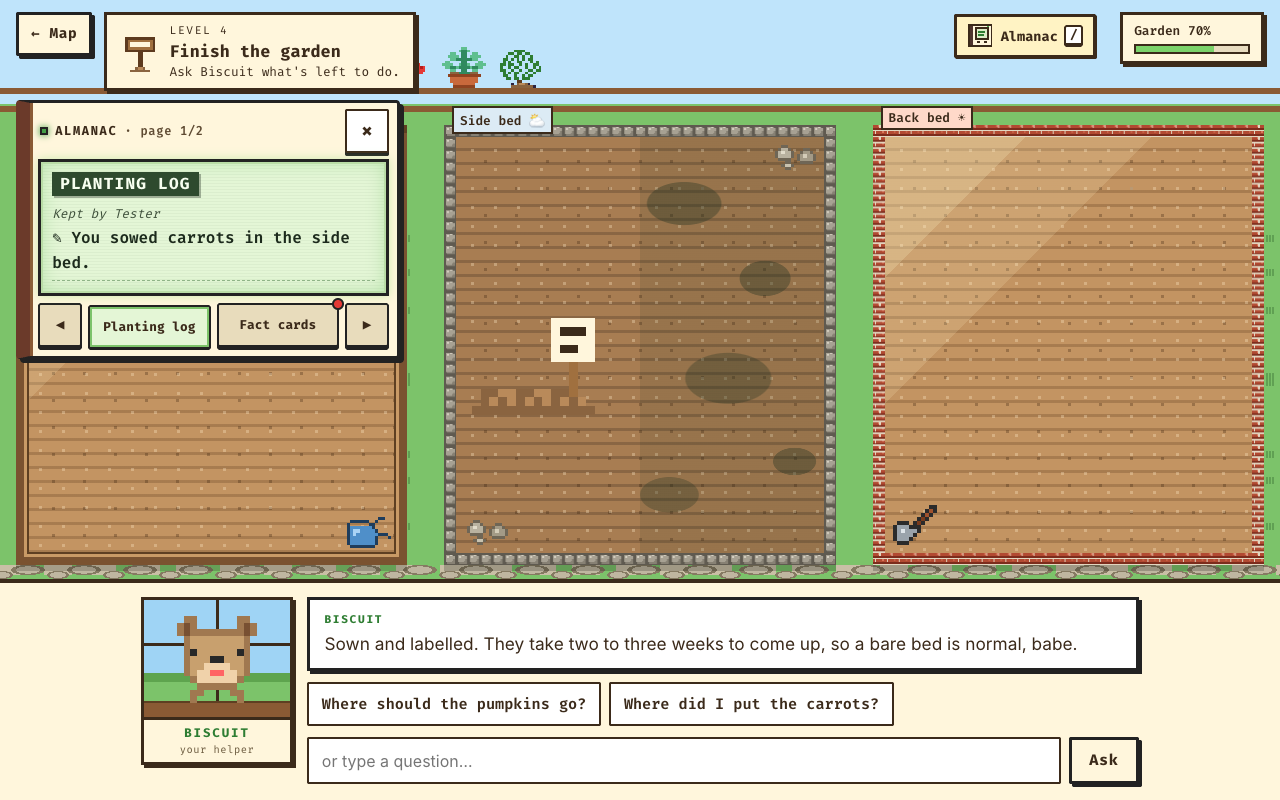 ← Map
LEVEL 4
Finish the garden
Ask Biscuit what's left to do.
Almanac /
Garden 70%
ALMANAC · page 1/2
✖
PLANTING LOG
Kept by Tester
✎ You sowed carrots in the side
bed.
◄ Planting log Fact cards ►
Side bed ⛅
Back bed ☀
BISCUIT
your helper
BISCUIT
Sown and labelled. They take two to three weeks to come up, so a bare bed is normal, babe.
Where should the pumpkins go? Where did I put the carrots?
or type a question... Ask